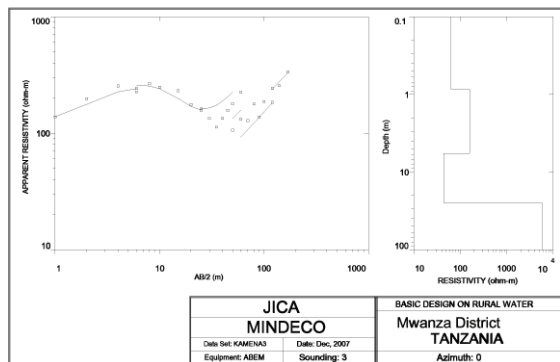 1000
100
10
APPARENT RESISTIVITY (ohm-m)
1
10
100
1000
AB/2 (m)
0.1
1
10
100
Depth (m)
10
100
1000
10^4
RESISTIVITY (ohm-m)
JICA
MINDECO
Data Set: KAMENA3
Date: Dec, 2007
Equipment: ABEM
Sounding: 3
BASIC DESIGN ON RURAL WATER
Mwanza District
TANZANIA
Azimuth: 0